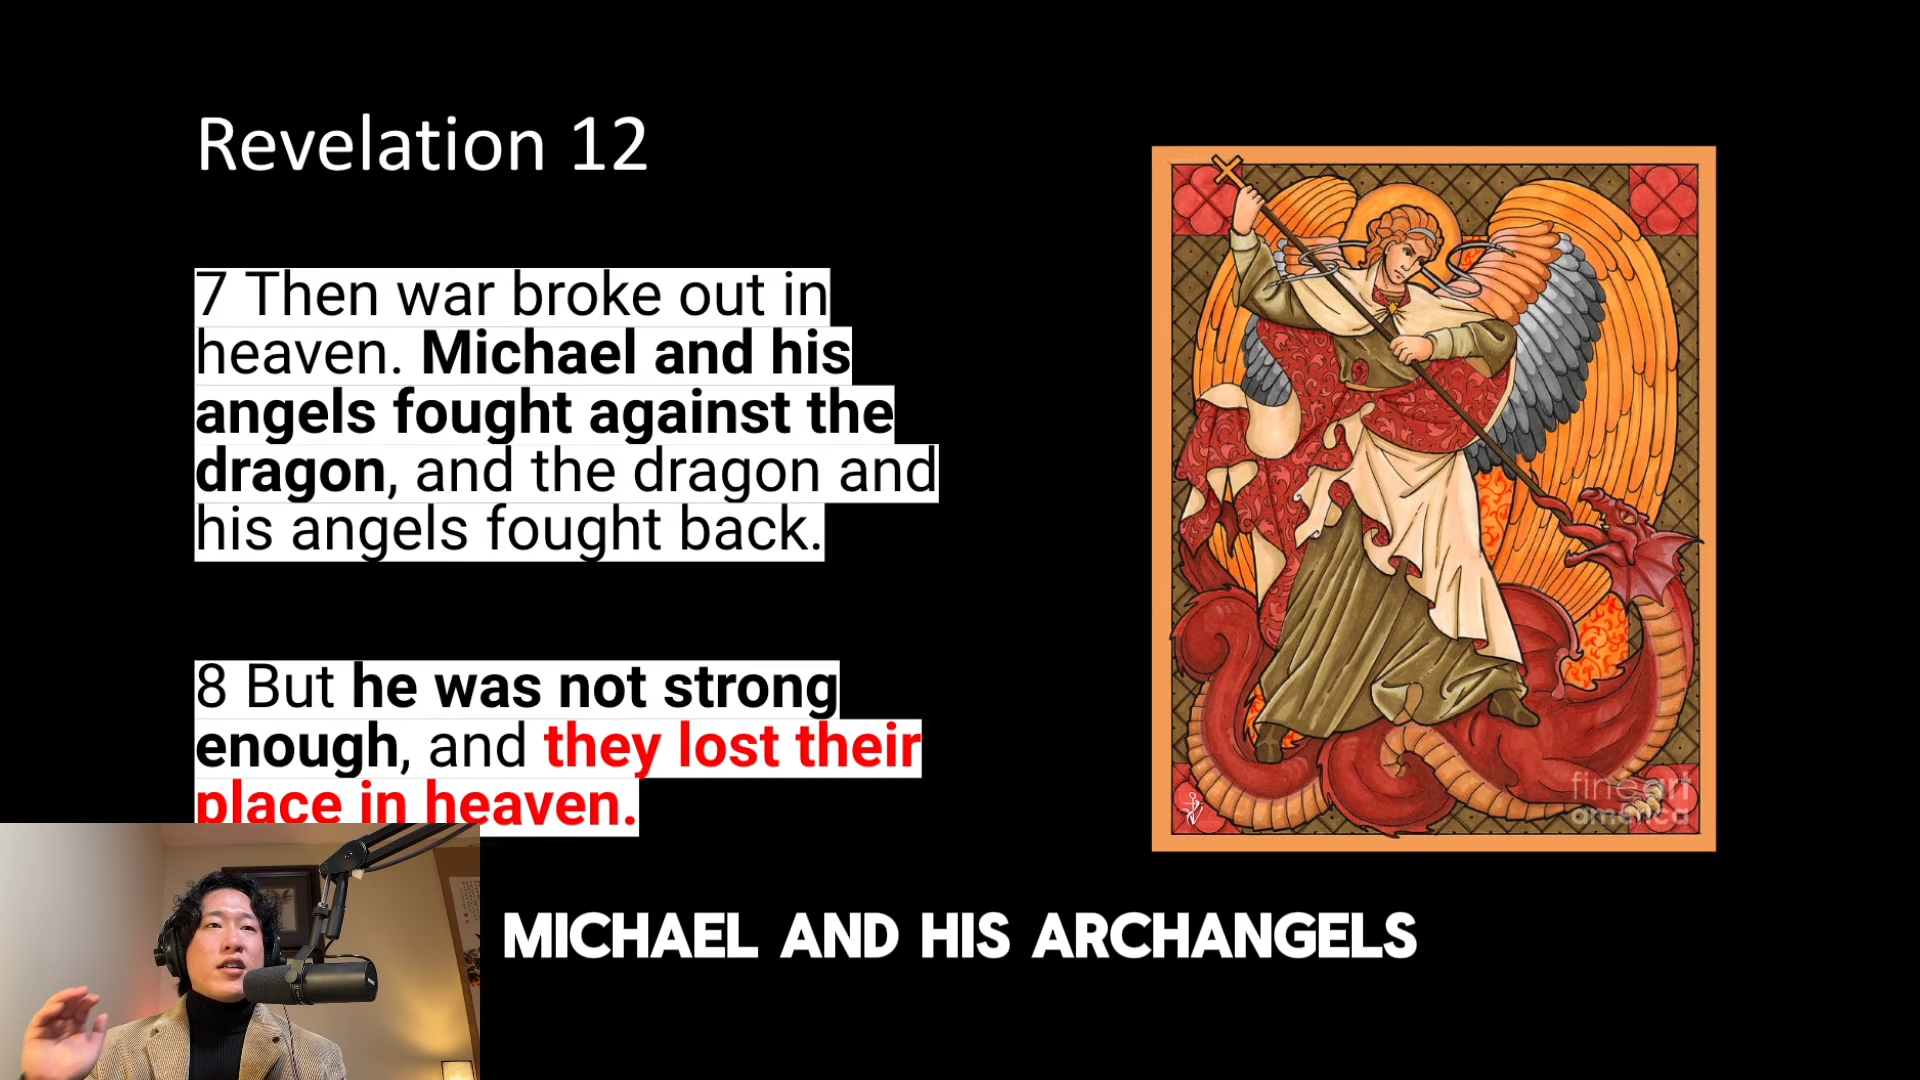 Revelation 12
7 Then war broke out in
heaven. Michael and his
angels fought against the
dragon, and the dragon and
his angels fought back.
8 But he was not strong
enough, and they lost their
place in heaven.
fineart
america
MICHAEL AND HIS ARCHANGELS